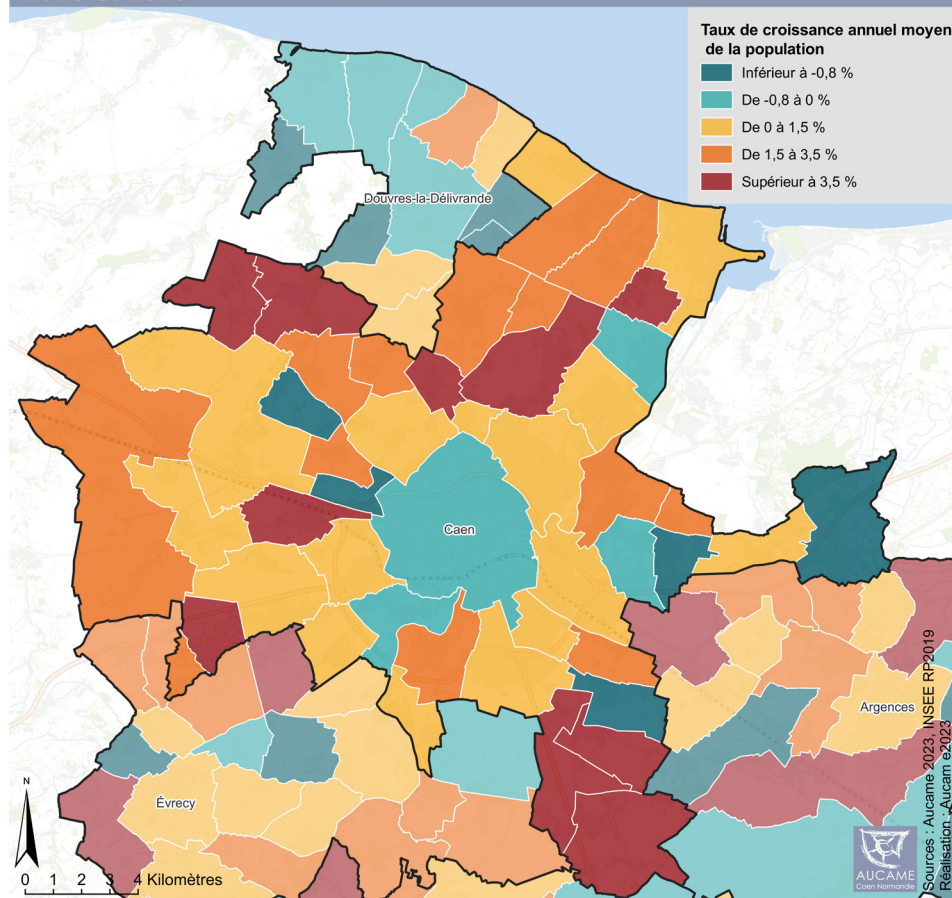 Taux de croissance annuel moyen
de la population
Inférieur à -0,8 %
De -0,8 à 0 %
De 0 à 1,5 %
De 1,5 à 3,5 %
Supérieur à 3,5 %
Douvres-la-Délivrande
Caen
Argences
Évrecy
N
0 1 2 4 Kilomètres
AUCAME
Caen Normandie
Sources : Aucame 2023, INSEE RP2019
Réalisation : Aucam e2023